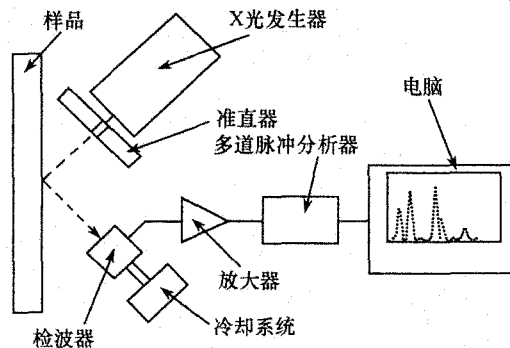 样品
X光发生器
准直器
多道脉冲分析器
电脑
放大器
冷却系统
检波器